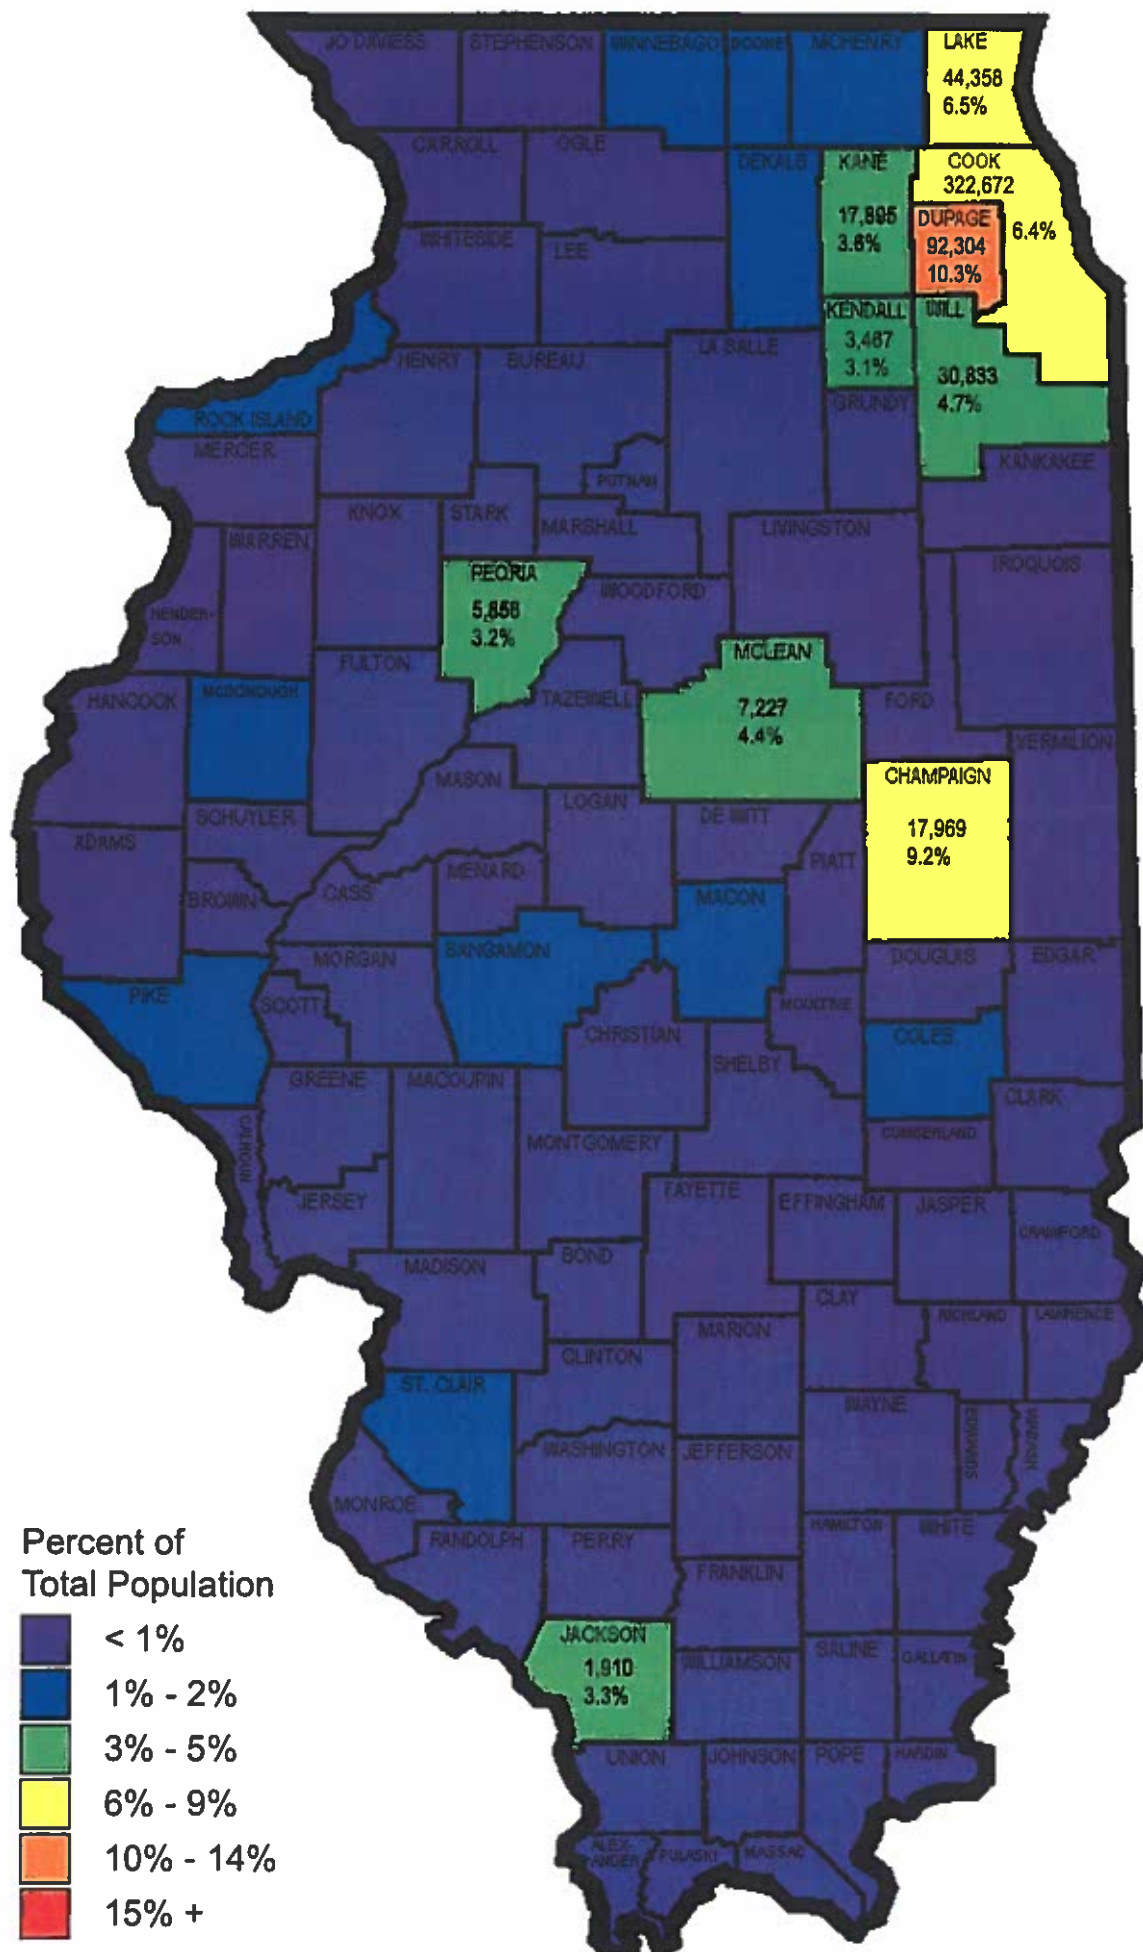 JO DAVIESS STEPHENSON WINNEBAGO BOONE MCHENRY LAKE
44,358
6.5%
CARROLL OGLE DEKALB KANE COOK
322,672
17,895 DUPAGE 6.4%
3.6% 92,304
10.3%
WHITESIDE LEE
KENDALL WILL
3,467
3.1%
30,833
4.7%
LA SALLE
HENRY BUREAU
GRUNDY
ROCK ISLAND
MERCER
KANKAKEE
PUTNAM
KNOX STARK MARSHALL LIVINGSTON
WARREN
IROQUOIS
PEORIA
5,858
3.2%
WOODFORD
HENDER-
SON
MCLEAN
7,227
4.4%
FULTON
HANCOCK MCDONOUGH TAZEWELL FORD
VERMILION
CHAMPAIGN
17,969
9.2%
MASON
LOGAN DE WITT
SCHUYLER
ADAMS
PIATT
MENARD
CASS
BROWN
MACON
SANGAMON
MORGAN
DOUGLAS EDGAR
PIKE
SCOTT
MOULTRIE
CHRISTIAN
COLES
SHELBY
GREENE MACOUPIN
CLARK
CALHOUN
MONTGOMERY
CUMBERLAND
JERSEY
FAYETTE EFFINGHAM JASPER
CRAWFORD
MADISON
BOND
CLAY
RICHLAND LAWRENCE
MARION
CLINTON
ST. CLAIR
WAYNE
EDWARDS
WABASH
WASHINGTON JEFFERSON
MONROE
RANDOLPH PERRY
HAMILTON WHITE
FRANKLIN
JACKSON
1,910
3.3%
WILLIAMSON SALINE GALLATIN
UNION JOHNSON POPE HARDIN
ALEX-
ANDER
PULASKI MASSAC
Percent of
Total Population
< 1%
1% - 2%
3% - 5%
6% - 9%
10% - 14%
15% +